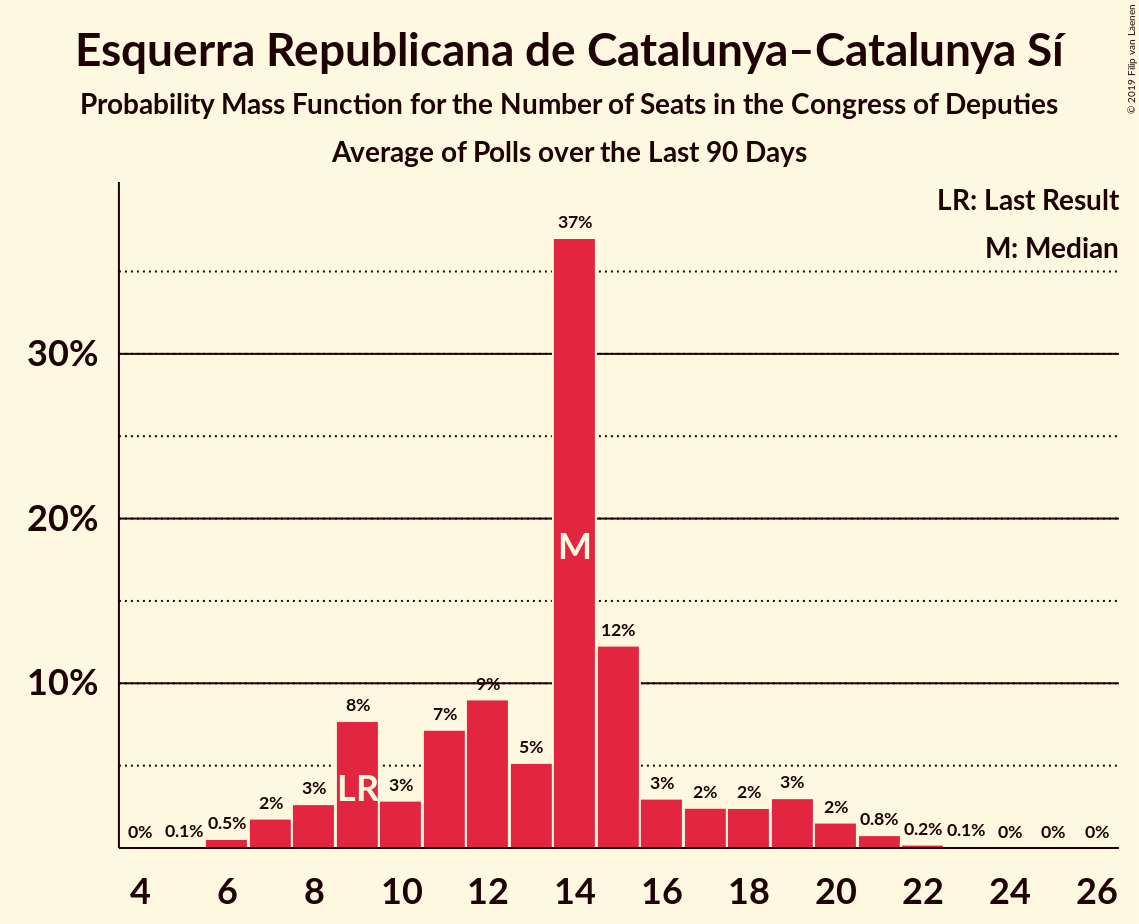 Esquerra Republicana de Catalunya–Catalunya Sí
Probability Mass Function for the Number of Seats in the Congress of Deputies
Average of Polls over the Last 90 Days
© 2019 Filip van Laenen
LR: Last Result
M: Median
30%
20%
10%
0%
0.1%
0.5%
2%
3%
8%
3%
7%
9%
5%
37%
12%
3%
2%
2%
3%
2%
0.8%
0.2%
0.1%
0%
0%
0%
LR
M
4 6 8 10 12 14 16 18 20 22 24 26